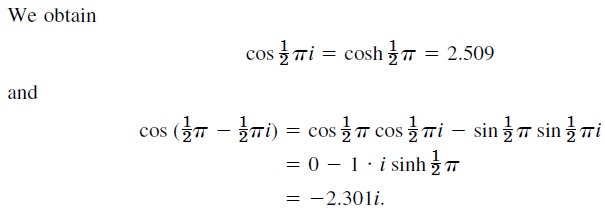 We obtain
cos ½πi = cosh ½π = 2.509
and
cos (½π − ½πi) = cos ½π cos ½πi − sin ½π sin ½πi
= 0 − 1 · i sinh ½π
= −2.301i.